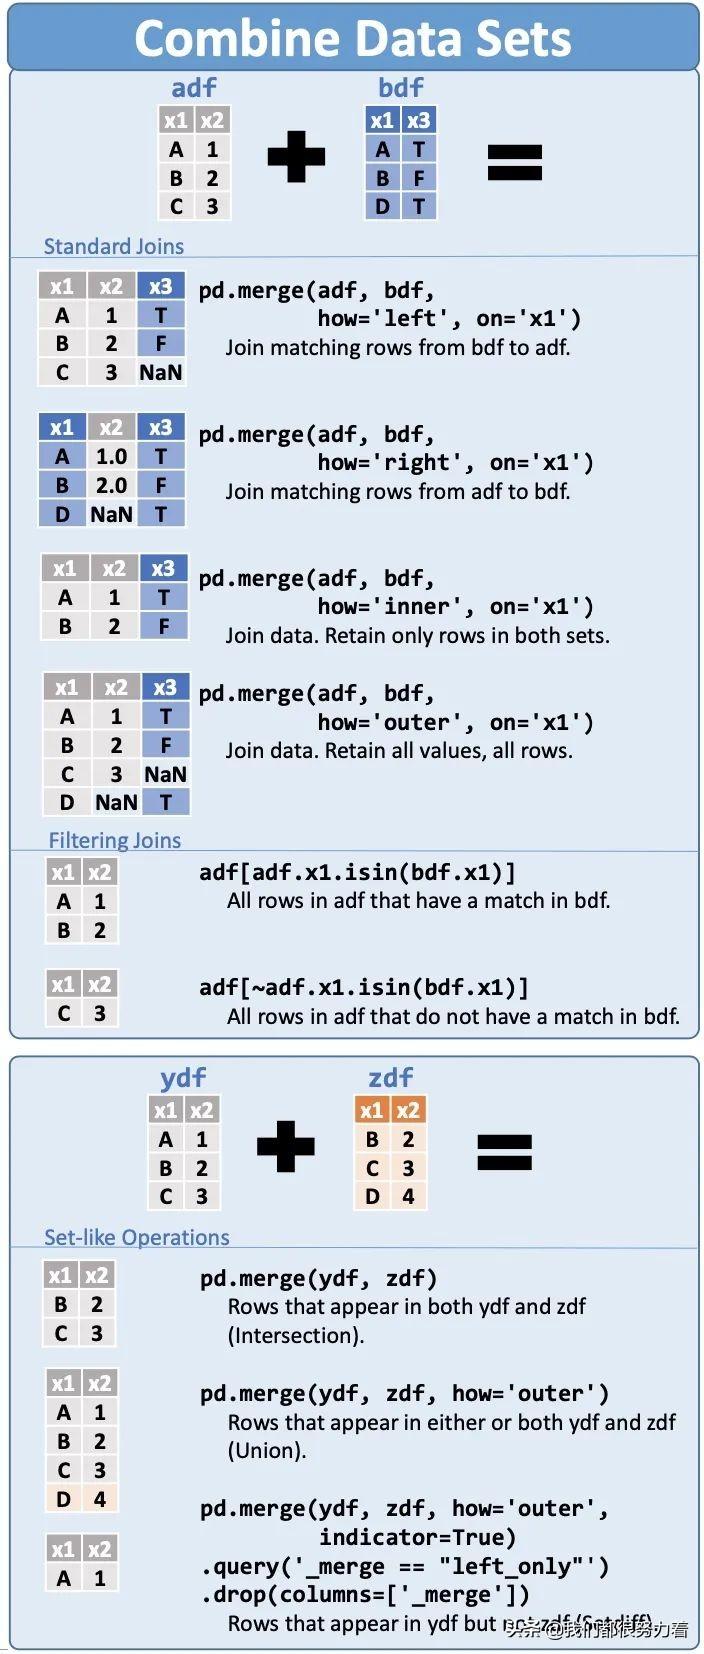 Combine Data Sets
adf bdf
x1 x2 x1 x3
A 1 A T
B 2 B F
C 3 D T
Standard Joins
x1 x2 x3
A 1 T
B 2 F
C 3 NaN
pd.merge(adf, bdf,
how='left', on='x1')
Join matching rows from bdf to adf.
x1 x2 x3
A 1.0 T
B 2.0 F
D NaN T
pd.merge(adf, bdf,
how='right', on='x1')
Join matching rows from adf to bdf.
x1 x2 x3
A 1 T
B 2 F
pd.merge(adf, bdf,
how='inner', on='x1')
Join data. Retain only rows in both sets.
x1 x2 x3
A 1 T
B 2 F
C 3 NaN
D NaN T
pd.merge(adf, bdf,
how='outer', on='x1')
Join data. Retain all values, all rows.
Filtering Joins
x1 x2
A 1
B 2
adf[adf.x1.isin(bdf.x1)]
All rows in adf that have a match in bdf.
x1 x2
C 3
adf[~adf.x1.isin(bdf.x1)]
All rows in adf that do not have a match in bdf.
ydf zdf
x1 x2 x1 x2
A 1 B 2
B 2 C 3
C 3 D 4
Set-like Operations
x1 x2
B 2
C 3
pd.merge(ydf, zdf)
Rows that appear in both ydf and zdf
(Intersection).
x1 x2
A 1
B 2
C 3
D 4
pd.merge(ydf, zdf, how='outer')
Rows that appear in either or both ydf and zdf
(Union).
x1 x2
A 1
pd.merge(ydf, zdf, how='outer',
indicator=True)
.query('_merge == "left_only"')
.drop(columns=['_merge'])
Rows that appear in ydf but not zdf (Setdiff).
头条 @我们都很努力着